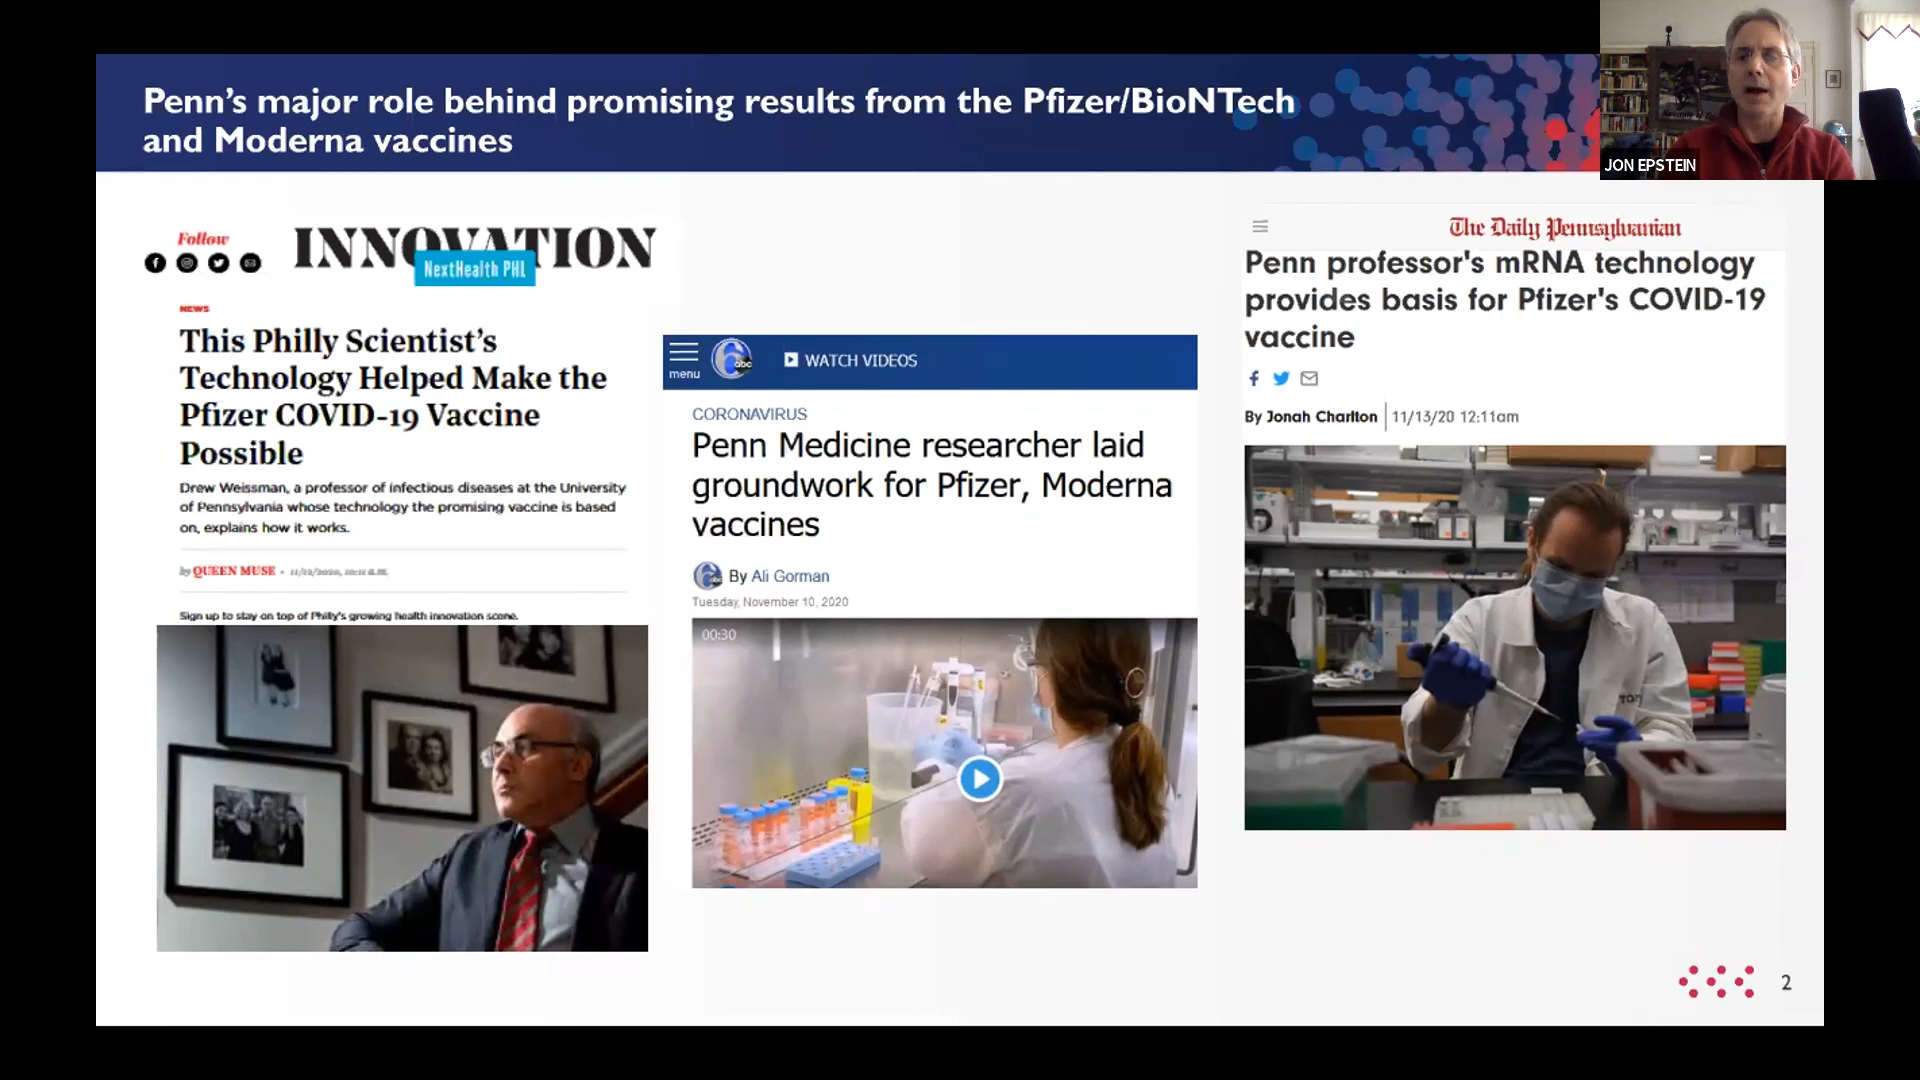 Penn's major role behind promising results from the Pfizer/BioNTech
and Moderna vaccines
JON EPSTEIN
Follow
INNOVATION
NextHealth PHL
NEWS
This Philly Scientist's
Technology Helped Make the
Pfizer COVID-19 Vaccine
Possible
Drew Weissman, a professor of infectious diseases at the University
of Pennsylvania whose technology the promising vaccine is based
on, explains how it works.
by QUEEN MUSE
Sign up to stay on top of Philly's growing health innovation scene.
menu
6abc
WATCH VIDEOS
CORONAVIRUS
Penn Medicine researcher laid
groundwork for Pfizer, Moderna
vaccines
By Ali Gorman
Tuesday, November 10, 2020
00:30
The Daily Pennsylvanian
Penn professor's mRNA technology
provides basis for Pfizer's COVID-19
vaccine
By Jonah Charlton | 11/13/20 12:11am
2